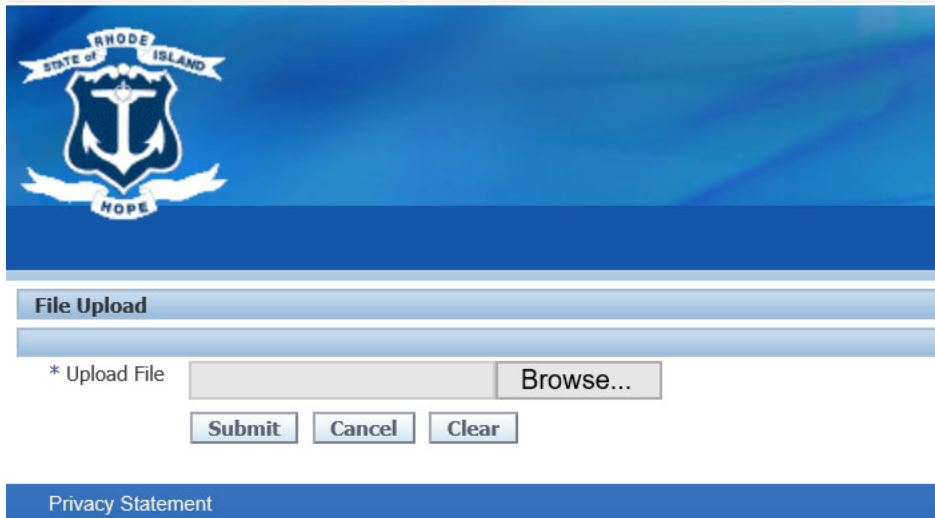 STATE of RHODE ISLAND
HOPE
File Upload
* Upload File Browse...
Submit Cancel Clear
Privacy Statement